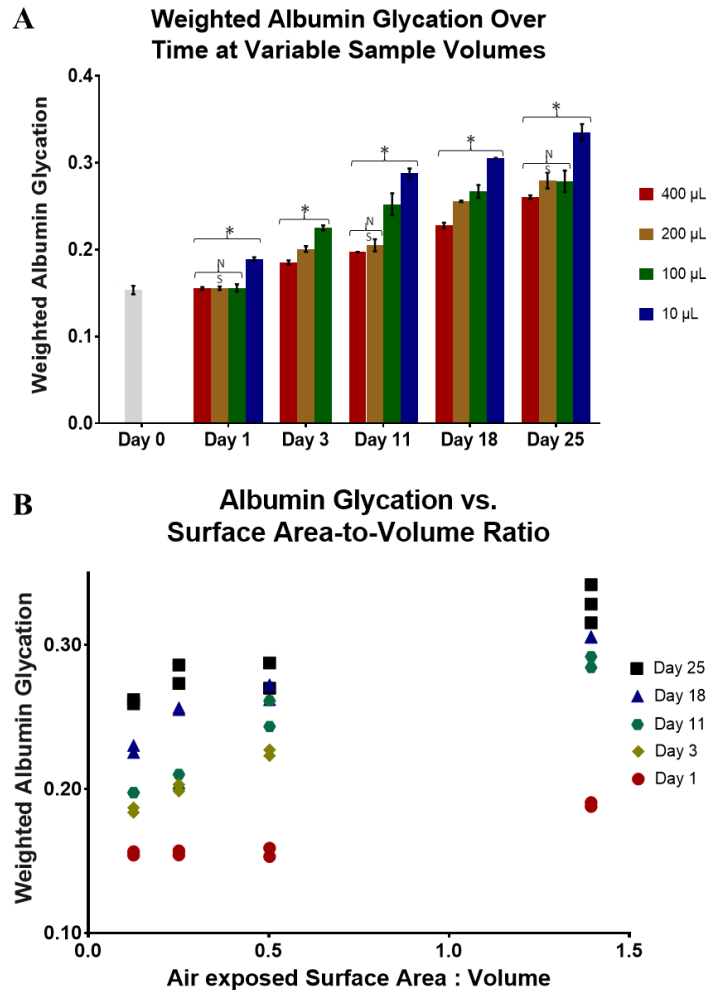 A
Weighted Albumin Glycation Over
Time at Variable Sample Volumes
Weighted Albumin Glycation
0.4
0.3
0.2
0.1
0.0
*
N
S
*
*
*
N
S
*
*
N
S
Day 0
Day 1
Day 3
Day 11
Day 18
Day 25
400 µL
200 µL
100 µL
10 µL
B
Albumin Glycation vs.
Surface Area-to-Volume Ratio
Weighted Albumin Glycation
0.30
0.20
0.10
0.0
0.5
1.0
1.5
Air exposed Surface Area : Volume
Day 25
Day 18
Day 11
Day 3
Day 1